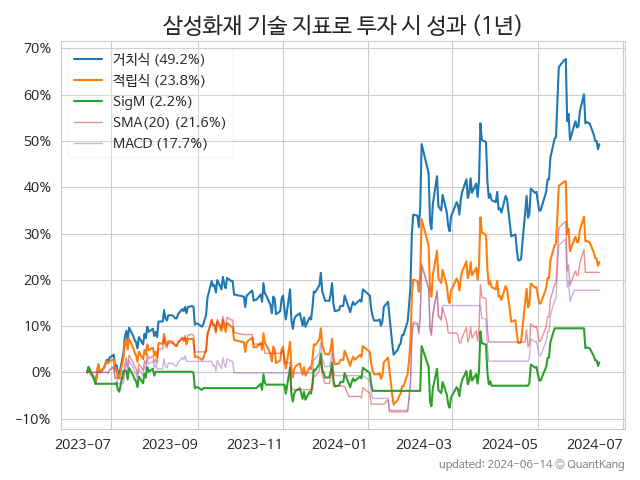 삼성화재 기술 지표로 투자 시 성과 (1년)
70%
60%
50%
40%
30%
20%
10%
0%
−10%
거치식 (49.2%)
적립식 (23.8%)
SigM (2.2%)
SMA(20) (21.6%)
MACD (17.7%)
2023-07 2023-09 2023-11 2024-01 2024-03 2024-05 2024-07
updated: 2024-06-14 © QuantKang